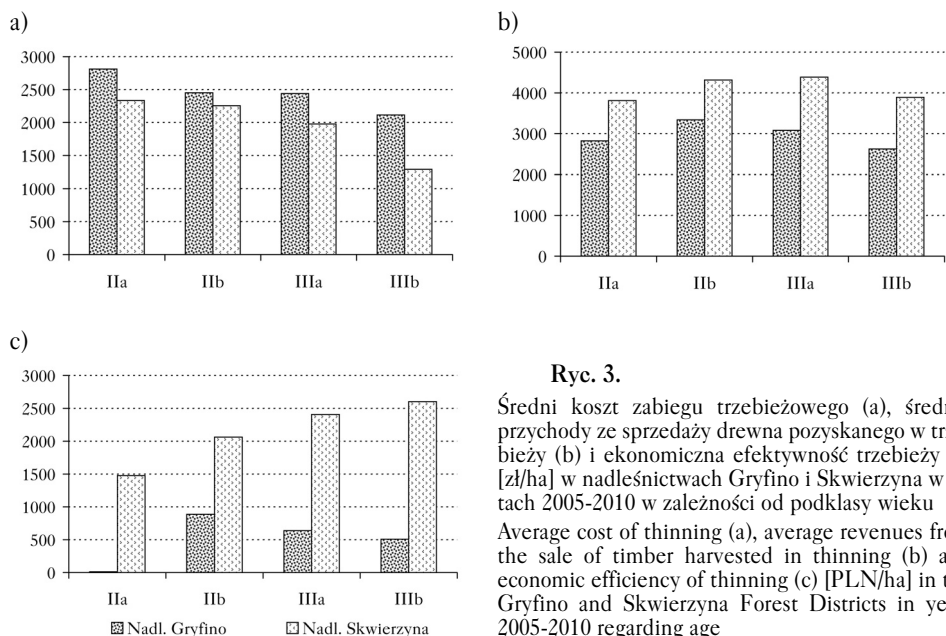 a)
3000
2500
2000
1500
1000
500
0
IIa IIb IIIa IIIb
b)
5000
4000
3000
2000
1000
0
IIa IIb IIIa IIIb
c)
3000
2500
2000
1500
1000
500
0
IIa IIb IIIa IIIb
Nadl. Gryfino Nadl. Skwierzyna
Ryc. 3.
Średni koszt zabiegu trzebieżowego (a),
przychody ze sprzedaży drewna pozyskanego w
bieży (b) i ekonomiczna efektywność trzebieży
[zł/ha] w nadleśnictwach Gryfino i Skwierzyna w
tach 2005-2010 w zależności od podklasy wieku
Average cost of thinning (a), average revenues
the sale of timber harvested in thinning (b)
economic efficiency of thinning (c) [PLN/ha] in
Gryfino and Skwierzyna Forest Districts in
2005-2010 regarding age